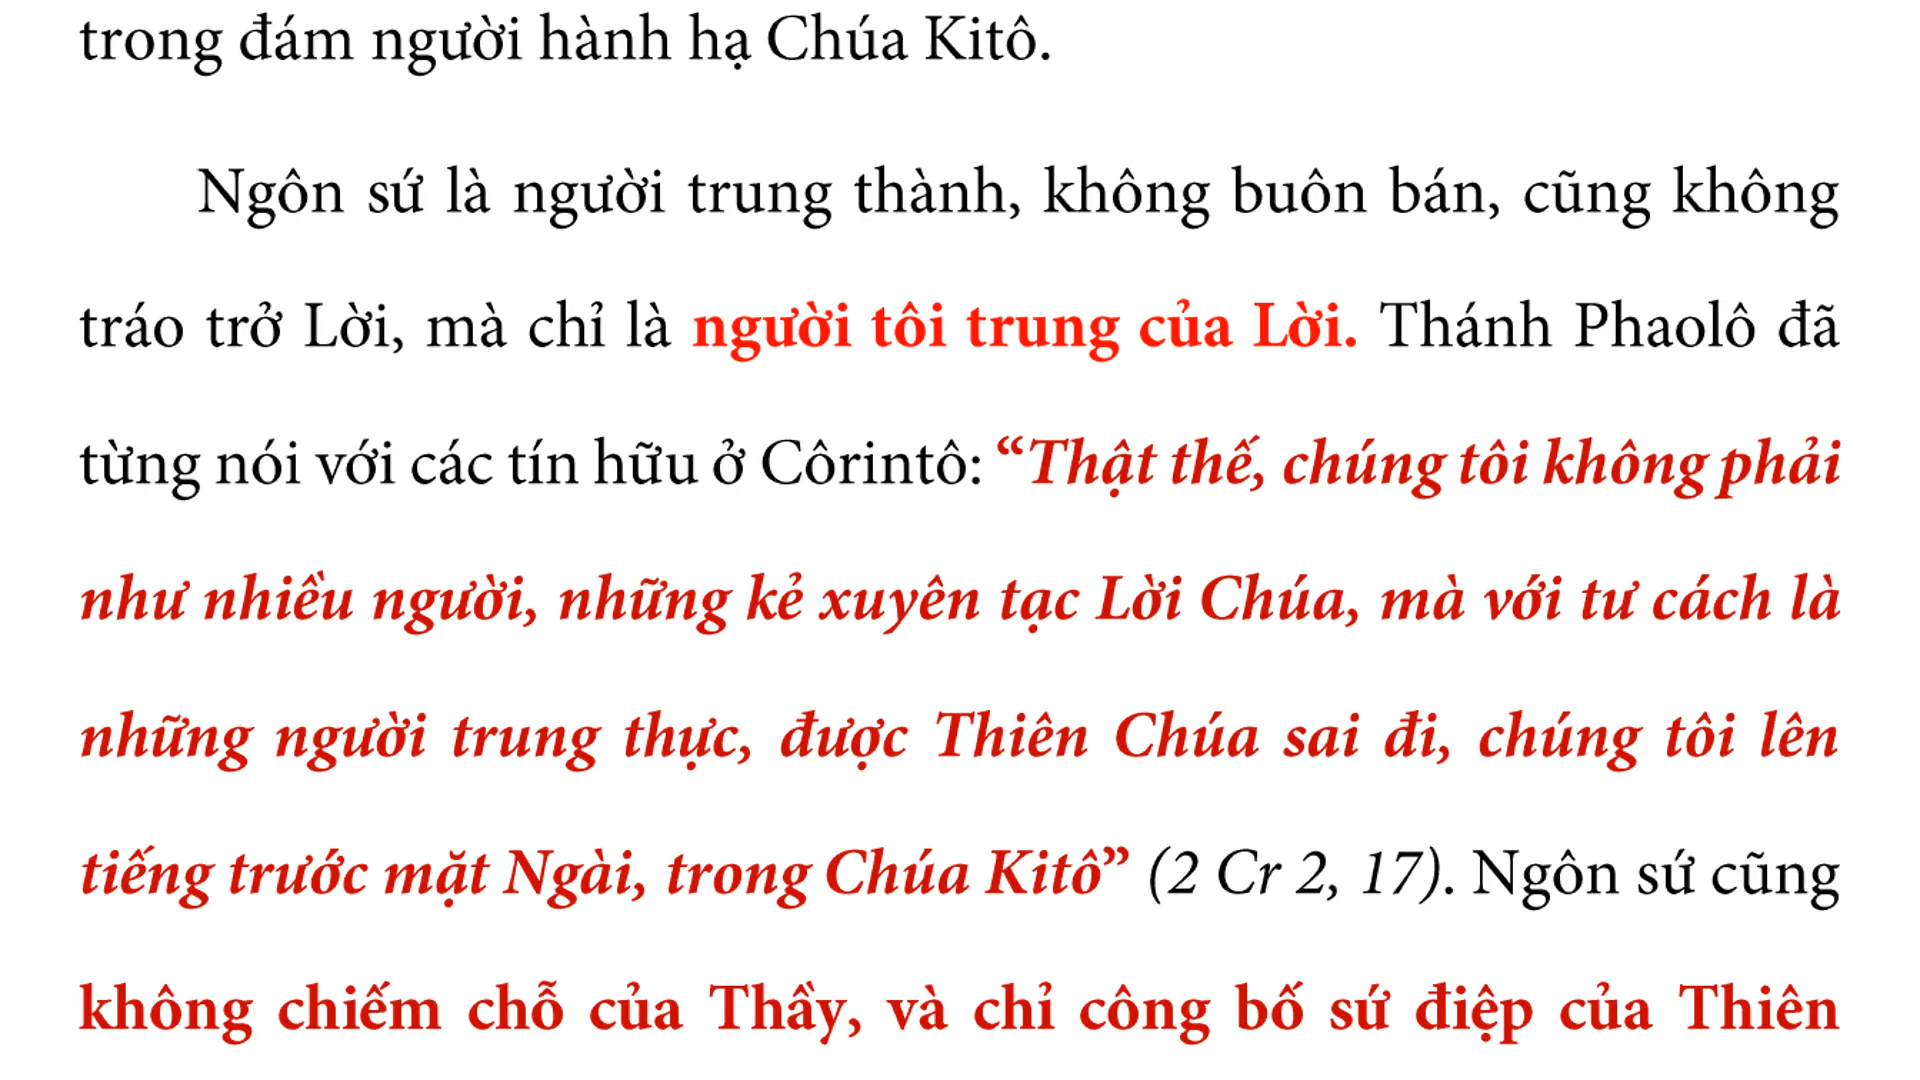 trong đám người hành hạ Chúa Kitô.
Ngôn sứ là người trung thành, không buôn bán, cũng không
tráo trở Lời, mà chỉ là người tôi trung của Lời. Thánh Phaolô đã
từng nói với các tín hữu ở Côrintô: “Thật thế, chúng tôi không phải
như nhiều người, những kẻ xuyên tạc Lời Chúa, mà với tư cách là
những người trung thực, được Thiên Chúa sai đi, chúng tôi lên
tiếng trước mặt Ngài, trong Chúa Kitô” (2 Cr 2, 17). Ngôn sứ cũng
không chiếm chỗ của Thầy, và chỉ công bố sứ điệp của Thiên